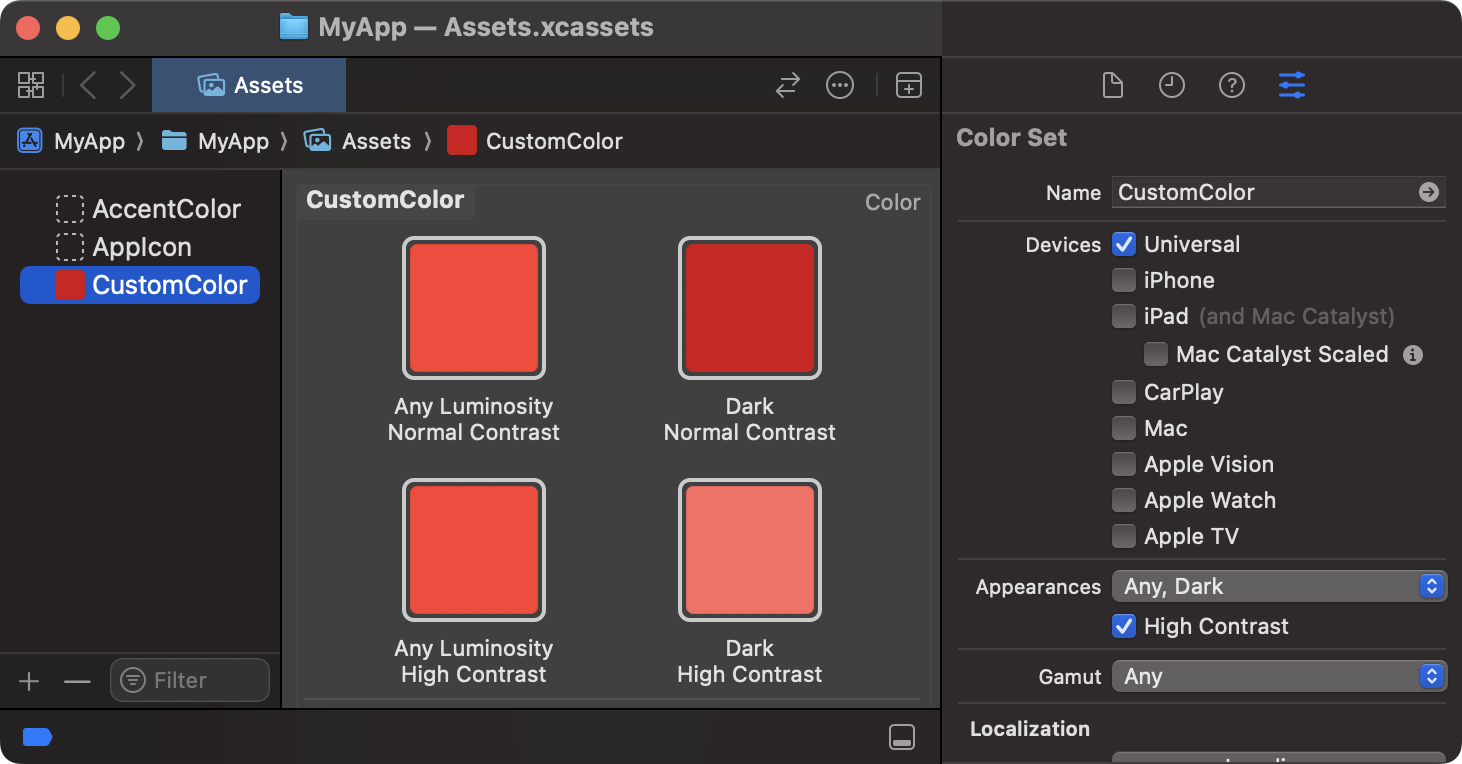 MyApp — Assets.xcassets
Assets
MyApp 〉 MyApp 〉 Assets 〉 CustomColor
AccentColor
AppIcon
CustomColor
Filter
CustomColor
Color
Any Luminosity
Normal Contrast
Dark
Normal Contrast
Any Luminosity
High Contrast
Dark
High Contrast
Color Set
Name CustomColor
Devices Universal
iPhone
iPad (and Mac Catalyst)
Mac Catalyst Scaled
CarPlay
Mac
Apple Vision
Apple Watch
Apple TV
Appearances Any, Dark
High Contrast
Gamut Any
Localization